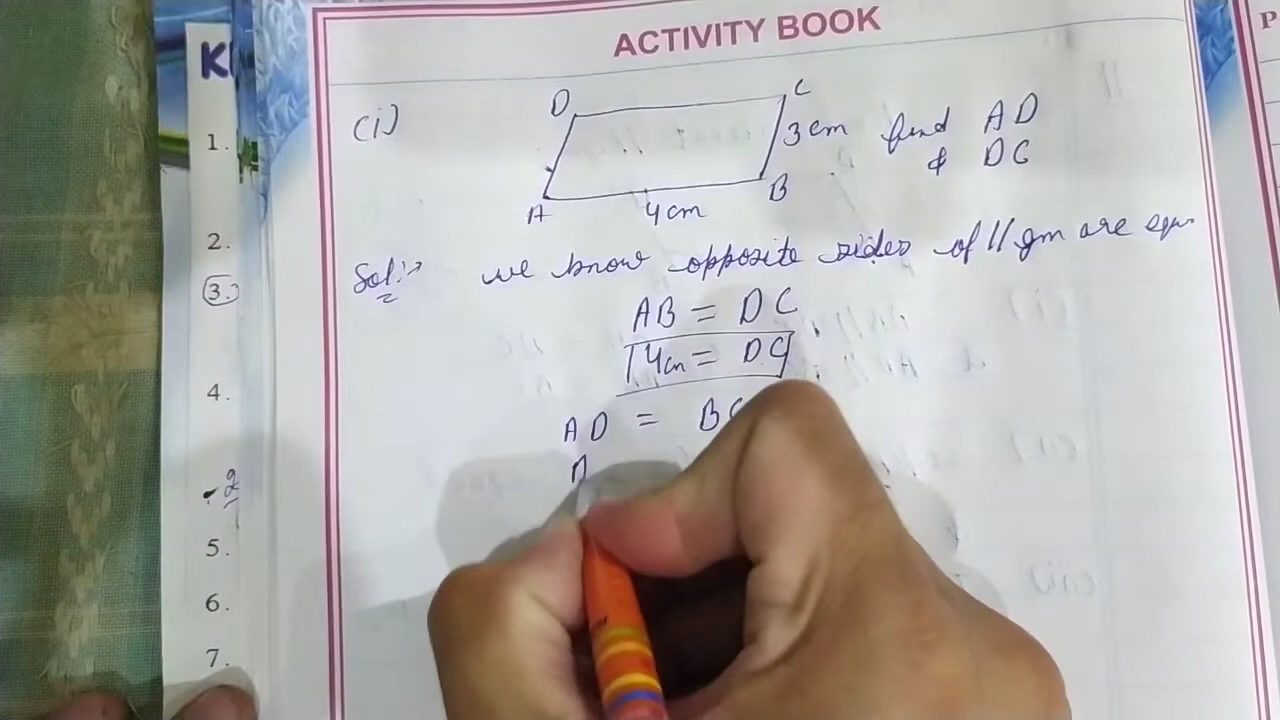 ACTIVITY BOOK
(i)
D
C
3 cm find AD
& DC
A
4 cm
B
Sol:-
we know opposite sides of || gm are
AB = DC
4cm = DC
AD = BC
1.
2.
3.
4.
2
5.
6.
7.